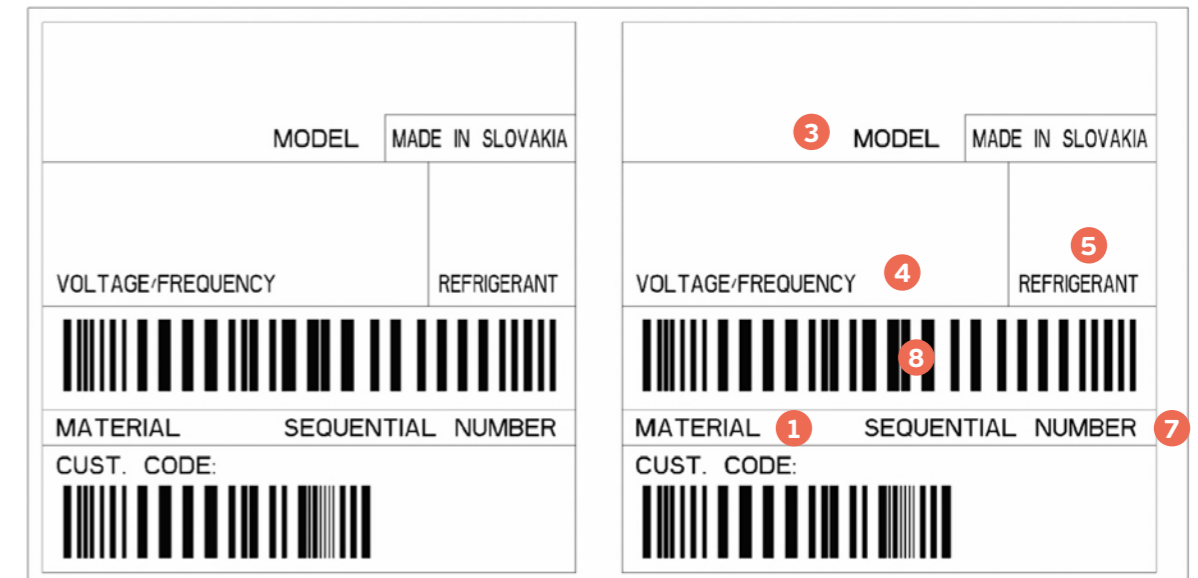 MODEL MADE IN SLOVAKIA
VOLTAGE/FREQUENCY REFRIGERANT
MATERIAL SEQUENTIAL NUMBER
CUST. CODE:
3 MODEL MADE IN SLOVAKIA
5
VOLTAGE/FREQUENCY 4 REFRIGERANT
8
MATERIAL 1 SEQUENTIAL NUMBER 7
CUST. CODE: